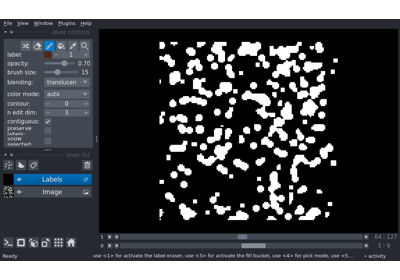 File View Window Plugins Help
layer controls
label: 1
opacity: 0.70
brush size: 15
blending: translucen
color mode: auto
contour: 0
n edit dim: 3
contiguous:
preserve
labels:
show
selected:
layer list
Labels
Image
1 64 127
0 5 9
Ready use <1> for activate the label eraser, use <3> for activate the fill bucket, use <4> for pick mode, use <5... activity